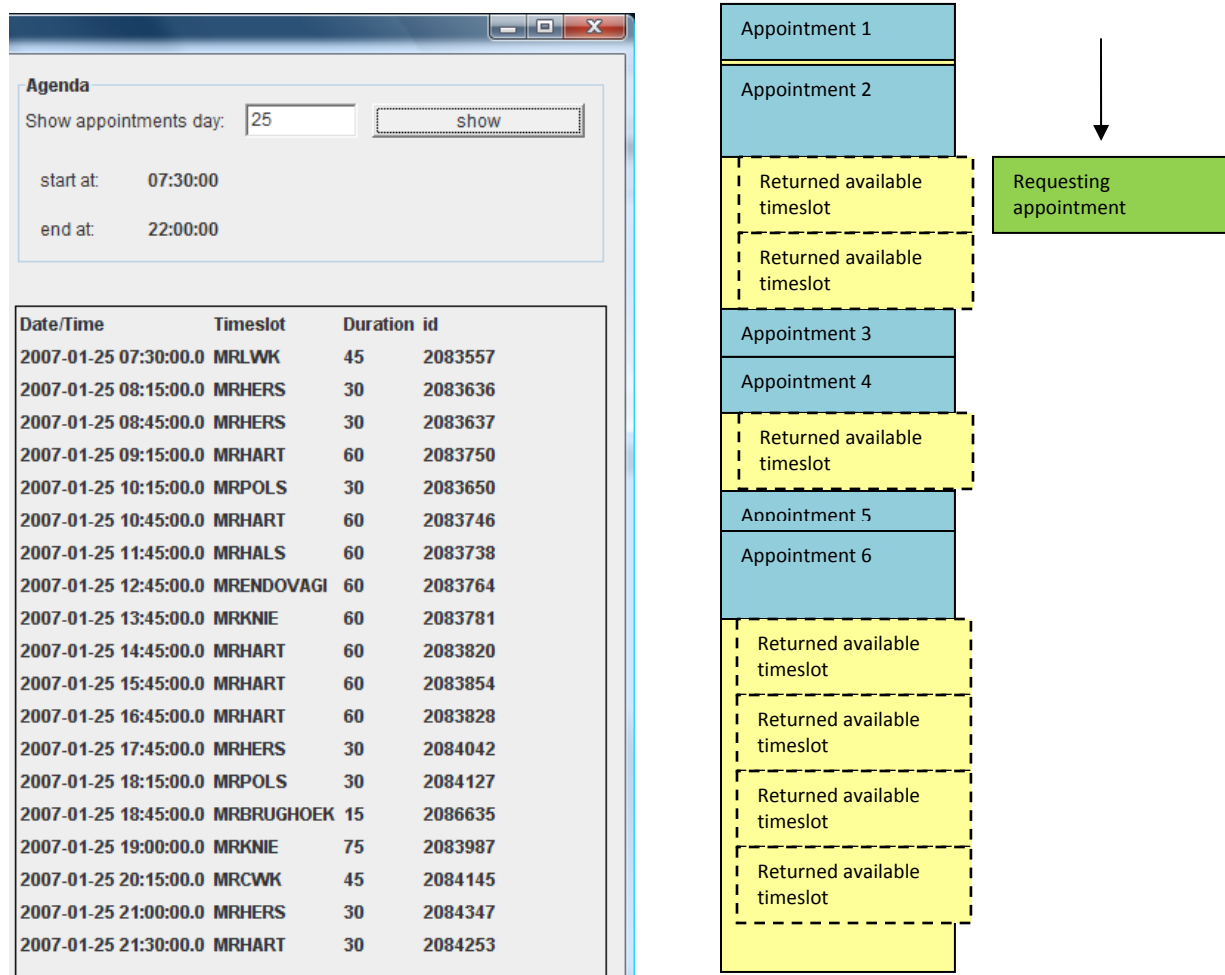 Agenda
Show appointments day: 25 show
start at: 07:30:00
end at: 22:00:00
Date/Time Timeslot Duration id
2007-01-25 07:30:00.0 MRLWK 45 2083557
2007-01-25 08:15:00.0 MRHERS 30 2083636
2007-01-25 08:45:00.0 MRHERS 30 2083637
2007-01-25 09:15:00.0 MRHART 60 2083750
2007-01-25 10:15:00.0 MRPOLS 30 2083650
2007-01-25 10:45:00.0 MRHART 60 2083746
2007-01-25 11:45:00.0 MRHALS 60 2083738
2007-01-25 12:45:00.0 MRENDOVAGI 60 2083764
2007-01-25 13:45:00.0 MRKNIE 60 2083781
2007-01-25 14:45:00.0 MRHART 60 2083820
2007-01-25 15:45:00.0 MRHART 60 2083854
2007-01-25 16:45:00.0 MRHART 60 2083828
2007-01-25 17:45:00.0 MRHERS 30 2084042
2007-01-25 18:15:00.0 MRPOLS 30 2084127
2007-01-25 18:45:00.0 MRBRUGHOEK 15 2086635
2007-01-25 19:00:00.0 MRKNIE 75 2083987
2007-01-25 20:15:00.0 MRCWK 45 2084145
2007-01-25 21:00:00.0 MRHERS 30 2084347
2007-01-25 21:30:00.0 MRHART 30 2084253
Appointment 1
Appointment 2
Returned available
timeslot
Requesting
appointment
Returned available
timeslot
Appointment 3
Appointment 4
Returned available
timeslot
Appointment 5
Appointment 6
Returned available
timeslot
Returned available
timeslot
Returned available
timeslot
Returned available
timeslot